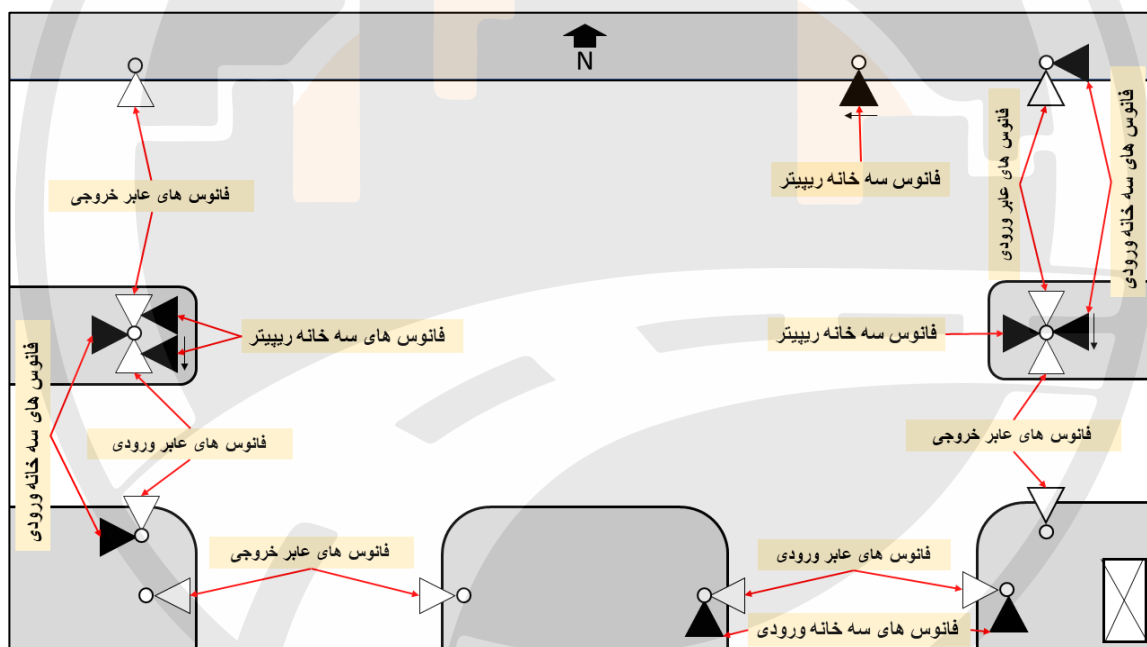 N
فانوس های عابر خروجی
فانوس سه خانه ریپیتر
فانوس های عابر ورودی
فانوس های سه خانه ورودی
فانوس های سه خانه ریپیتر
فانوس سه خانه ریپیتر
فانوس های سه خانه ورودی
فانوس های عابر ورودی
فانوس های عابر خروجی
فانوس های عابر خروجی
فانوس های عابر ورودی
فانوس های سه خانه ورودی